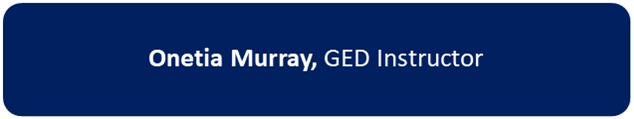 Onetia Murray, GED Instructor